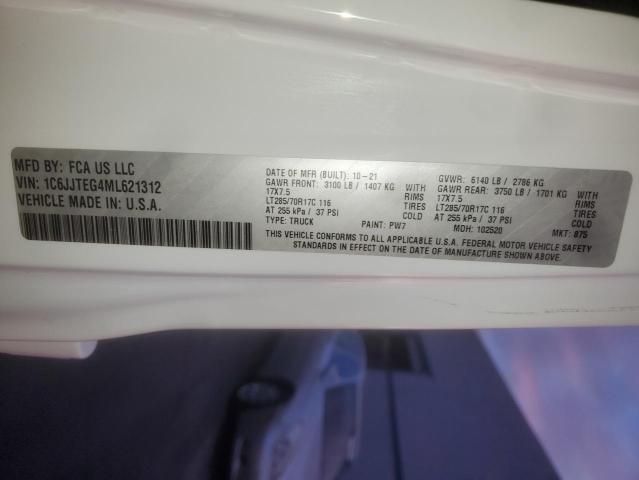 MFD BY: FCA US LLC
VIN: 1C6JJTEG4ML621312
VEHICLE MADE IN: U.S.A.
DATE OF MFR (BUILT): 10-21 GVWR: 6140 LB / 2786 KG
GAWR FRONT: 3100 LB / 1407 KG GAWR REAR: 3750 LB / 1701 KG
17X7.5 RIMS 17X7.5 RIMS
LT285/70R17C 116 TIRES LT285/70R17C 116 TIRES
AT 255 kPa / 37 PSI COLD AT 255 kPa / 37 PSI COLD
TYPE: TRUCK PAINT: PW7 MDH: 102520 MKT: 875
THIS VEHICLE CONFORMS TO ALL APPLICABLE U.S.A. FEDERAL MOTOR VEHICLE SAFETY
STANDARDS IN EFFECT ON THE DATE OF MANUFACTURE SHOWN ABOVE.